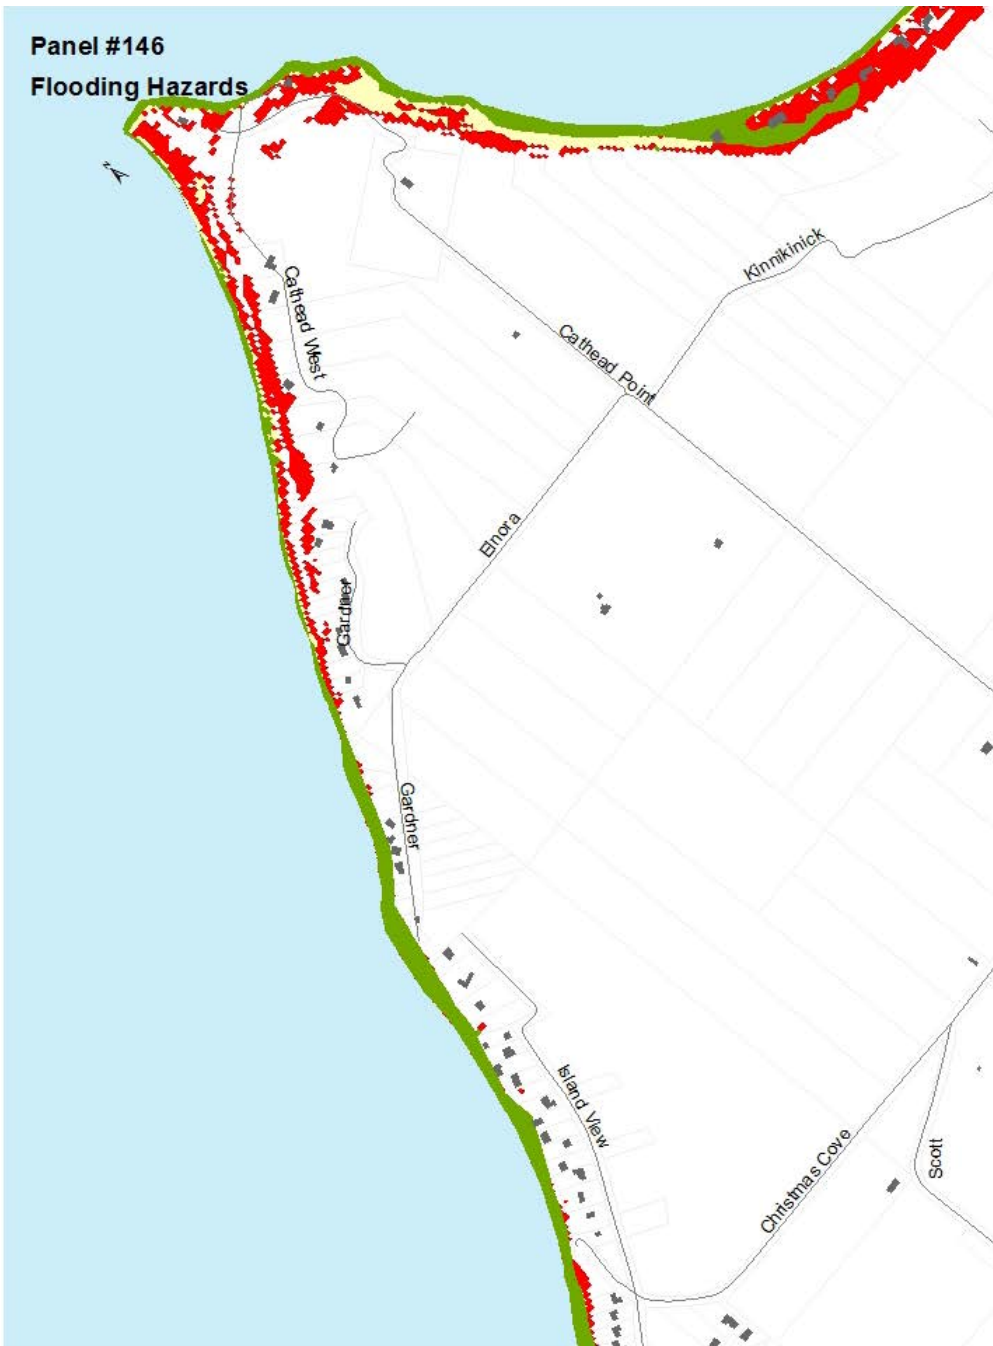 Panel #146
Flooding Hazards
N
Kinnikinick
Cathead West
Cathead Point
Elnora
Gardner
Gardner
Island View
Christmas Cove
Scott